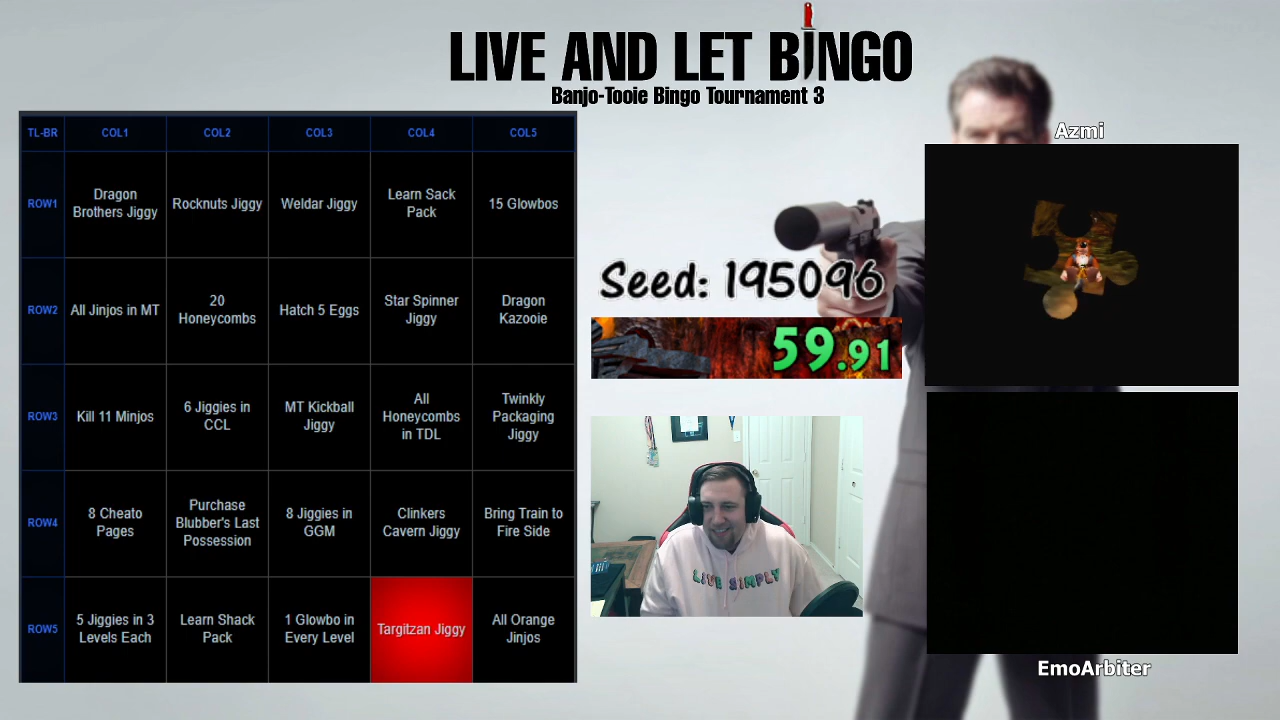 LIVE AND LET BINGO
Banjo-Tooie Bingo Tournament 3
TL-BR COL1 COL2 COL3 COL4 COL5
ROW1
Dragon
Brothers Jiggy
Rocknuts Jiggy
Weldar Jiggy
Learn Sack
Pack
15 Glowbos
ROW2
All Jinjos in MT
20
Honeycombs
Hatch 5 Eggs
Star Spinner
Jiggy
Dragon
Kazooie
ROW3
Kill 11 Minjos
6 Jiggies in
CCL
MT Kickball
Jiggy
All
Honeycombs
in TDL
Twinkly
Packaging
Jiggy
ROW4
8 Cheato
Pages
Purchase
Blubber's Last
Possession
8 Jiggies in
GGM
Clinkers
Cavern Jiggy
Bring Train to
Fire Side
ROW5
5 Jiggies in 3
Levels Each
Learn Shack
Pack
1 Glowbo in
Every Level
Targitzan Jiggy
All Orange
Jinjos
Seed: 195096
59.91
LIVE SIMPLY
Azmi
EmoArbiter